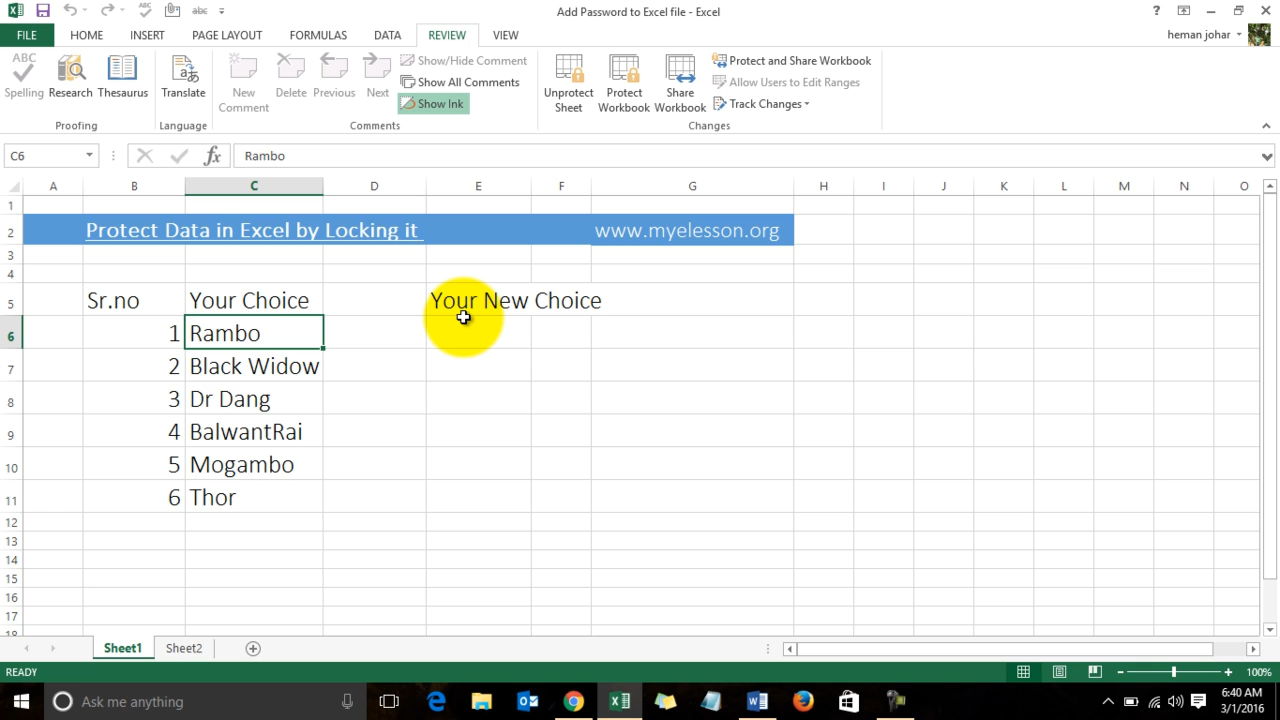 abc
Add Password to Excel file - Excel
?
FILE
HOME
INSERT
PAGE LAYOUT
FORMULAS
DATA
REVIEW
VIEW
heman johar
ABC
Spelling
Research
Thesaurus
Translate
New
Comment
Delete
Previous
Next
Show/Hide Comment
Show All Comments
Show Ink
Unprotect
Sheet
Protect
Workbook
Share
Workbook
Protect and Share Workbook
Allow Users to Edit Ranges
Track Changes
Proofing
Language
Comments
Changes
C6
fx
Rambo
A B C D E F G H I J K L M N O
1
2 Protect Data in Excel by Locking it www.myelesson.org
3
4
5 Sr.no Your Choice Your New Choice
6 1 Rambo
7 2 Black Widow
8 3 Dr Dang
9 4 BalwantRai
10 5 Mogambo
11 6 Thor
12
13
14
15
16
17
18
Sheet1 Sheet2
READY
100%
Ask me anything
6:40 AM
3/1/2016